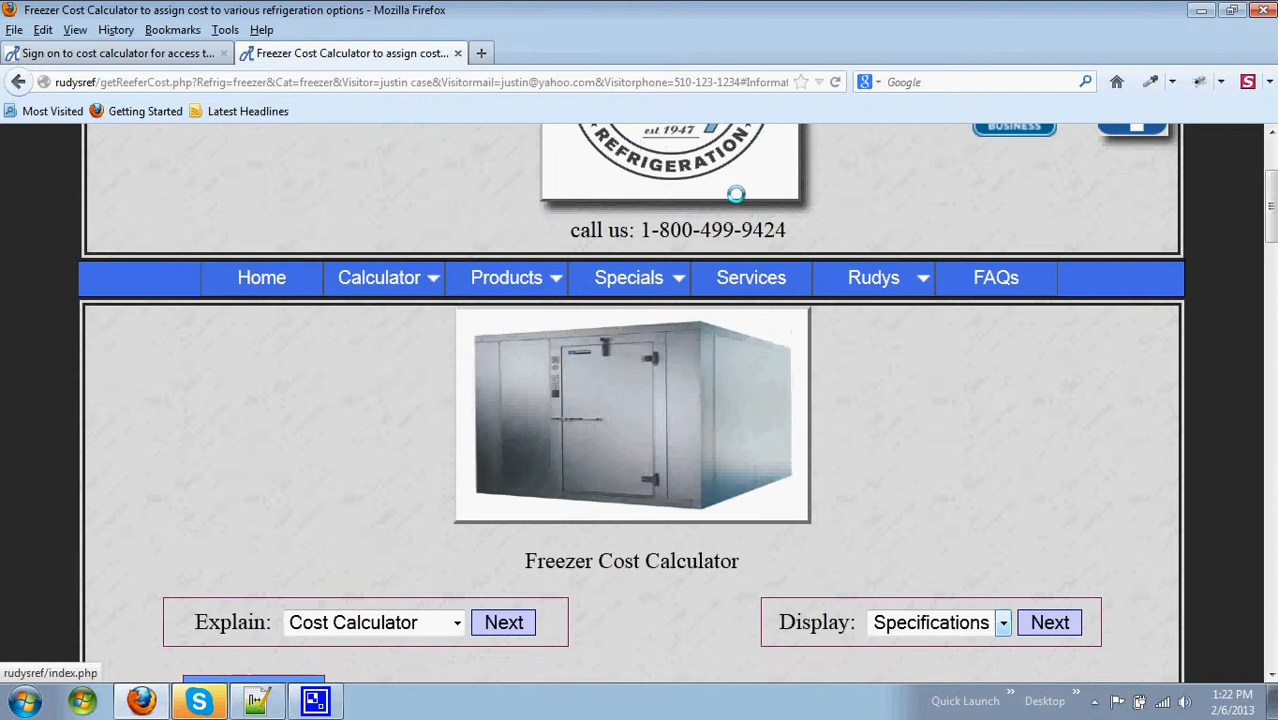 Freezer Cost Calculator to assign cost to various refrigeration options - Mozilla Firefox
File Edit View History Bookmarks Tools Help
Sign on to cost calculator for access t... × Freezer Cost Calculator to assign cost... × +
rudysref/getReeferCost.php?Refrig=freezer&Cat=freezer&Visitor=justin case&Visitormail=justin@yahoo.com&Visitorphone=510-123-1234#Informat Google
Most Visited Getting Started Latest Headlines
est 1947
REFRIGERATION
BUSINESS
call us: 1-800-499-9424
Home Calculator Products Specials Services Rudys FAQs
Freezer Cost Calculator
Explain: Cost Calculator Next Display: Specifications Next
rudysref/index.php
Quick Launch » Desktop » 1:22 PM
2/6/2013